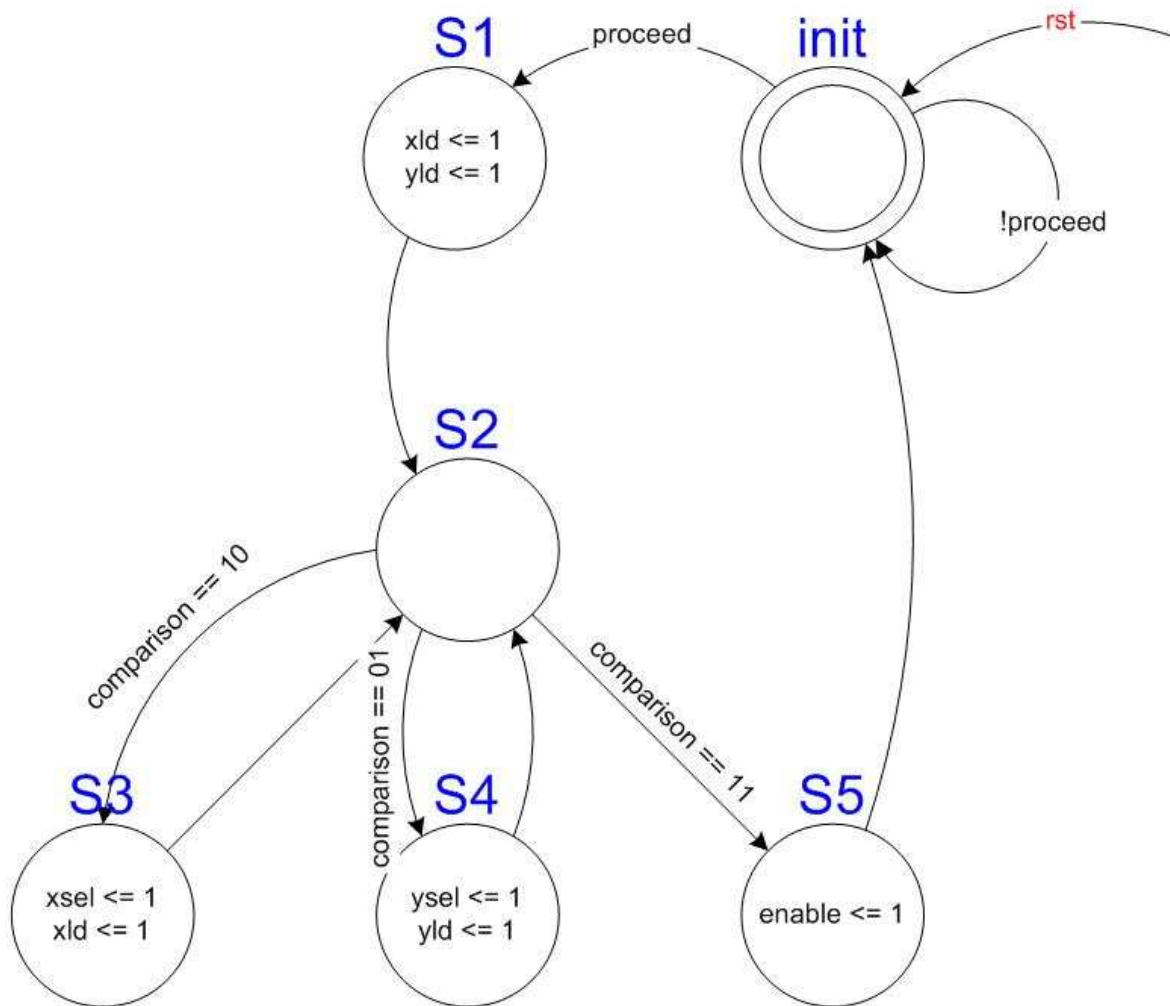 S1
proceed
init
rst
xld <= 1
yld <= 1
!proceed
S2
comparison == 10
comparison == 01
comparison == 11
S3
S4
S5
xsel <= 1
xld <= 1
ysel <= 1
yld <= 1
enable <= 1